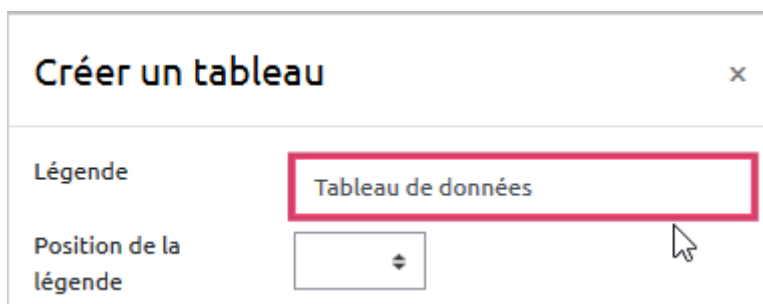 Créer un tableau
×
Légende
Tableau de données
Position de la
légende